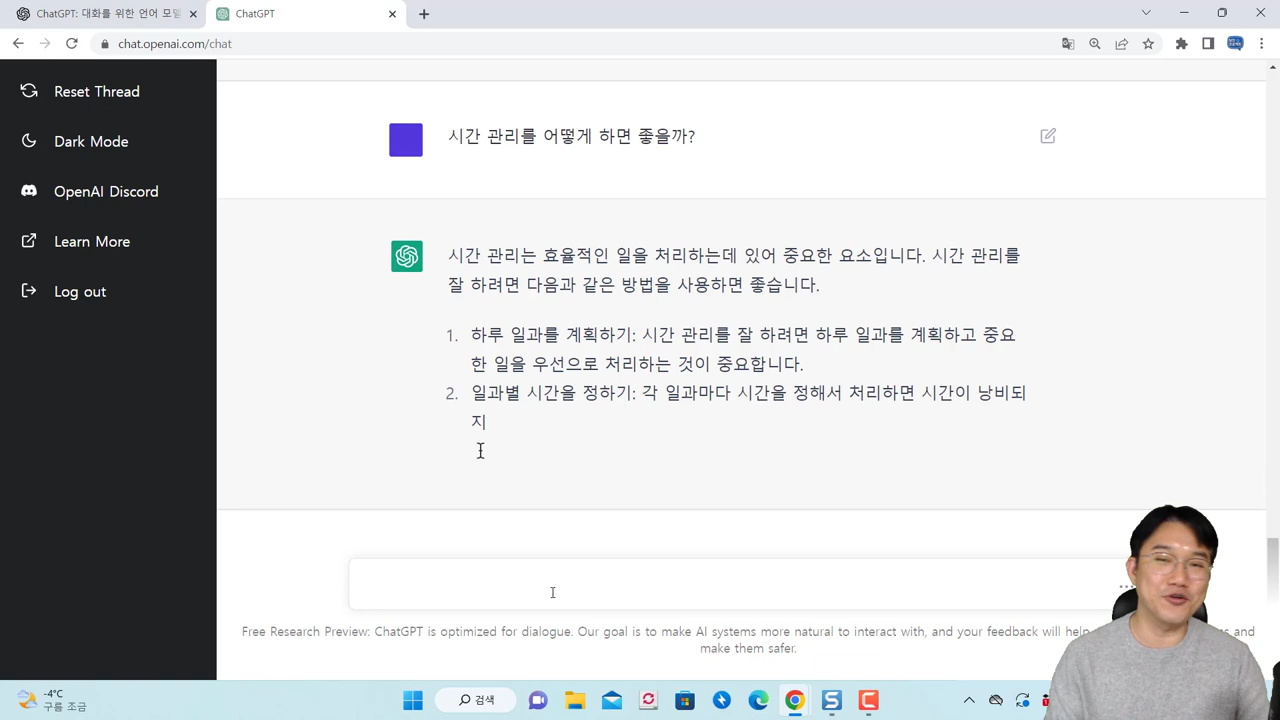 ChatGPT: 대화를 위한 언어 모델
ChatGPT
chat.openai.com/chat
Reset Thread
Dark Mode
OpenAI Discord
Learn More
Log out
시간 관리를 어떻게 하면 좋을까?
시간 관리는 효율적인 일을 처리하는데 있어 중요한 요소입니다. 시간 관리를
잘 하려면 다음과 같은 방법을 사용하면 좋습니다.
1. 하루 일과를 계획하기: 시간 관리를 잘 하려면 하루 일과를 계획하고 중요
한 일을 우선으로 처리하는 것이 중요합니다.
2. 일과별 시간을 정하기: 각 일과마다 시간을 정해서 처리하면 시간이 낭비되
지
Free Research Preview: ChatGPT is optimized for dialogue. Our goal is to make AI systems more natural to interact with, and your feedback will help and
make them safer.
-4°C
구름 조금
검색